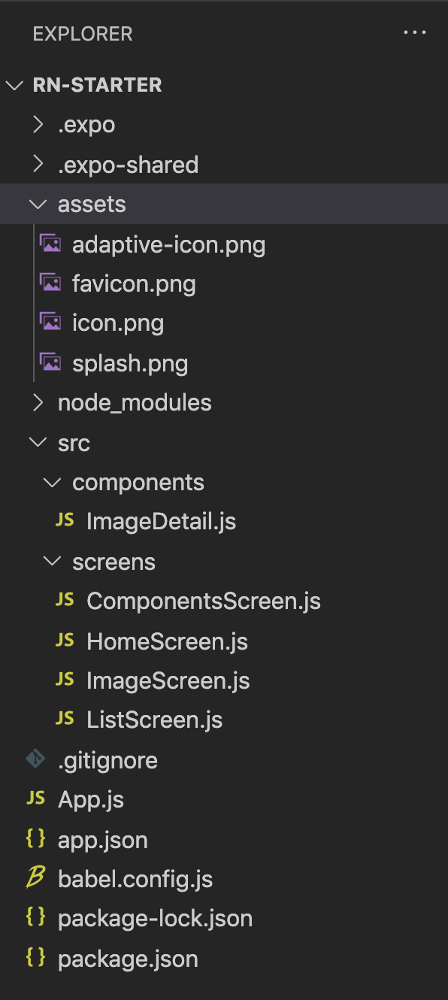 EXPLORER ...
RN-STARTER
.expo
.expo-shared
assets
adaptive-icon.png
favicon.png
icon.png
splash.png
node_modules
src
components
JS ImageDetail.js
screens
JS ComponentsScreen.js
JS HomeScreen.js
JS ImageScreen.js
JS ListScreen.js
.gitignore
JS App.js
{} app.json
B babel.config.js
{} package-lock.json
{} package.json